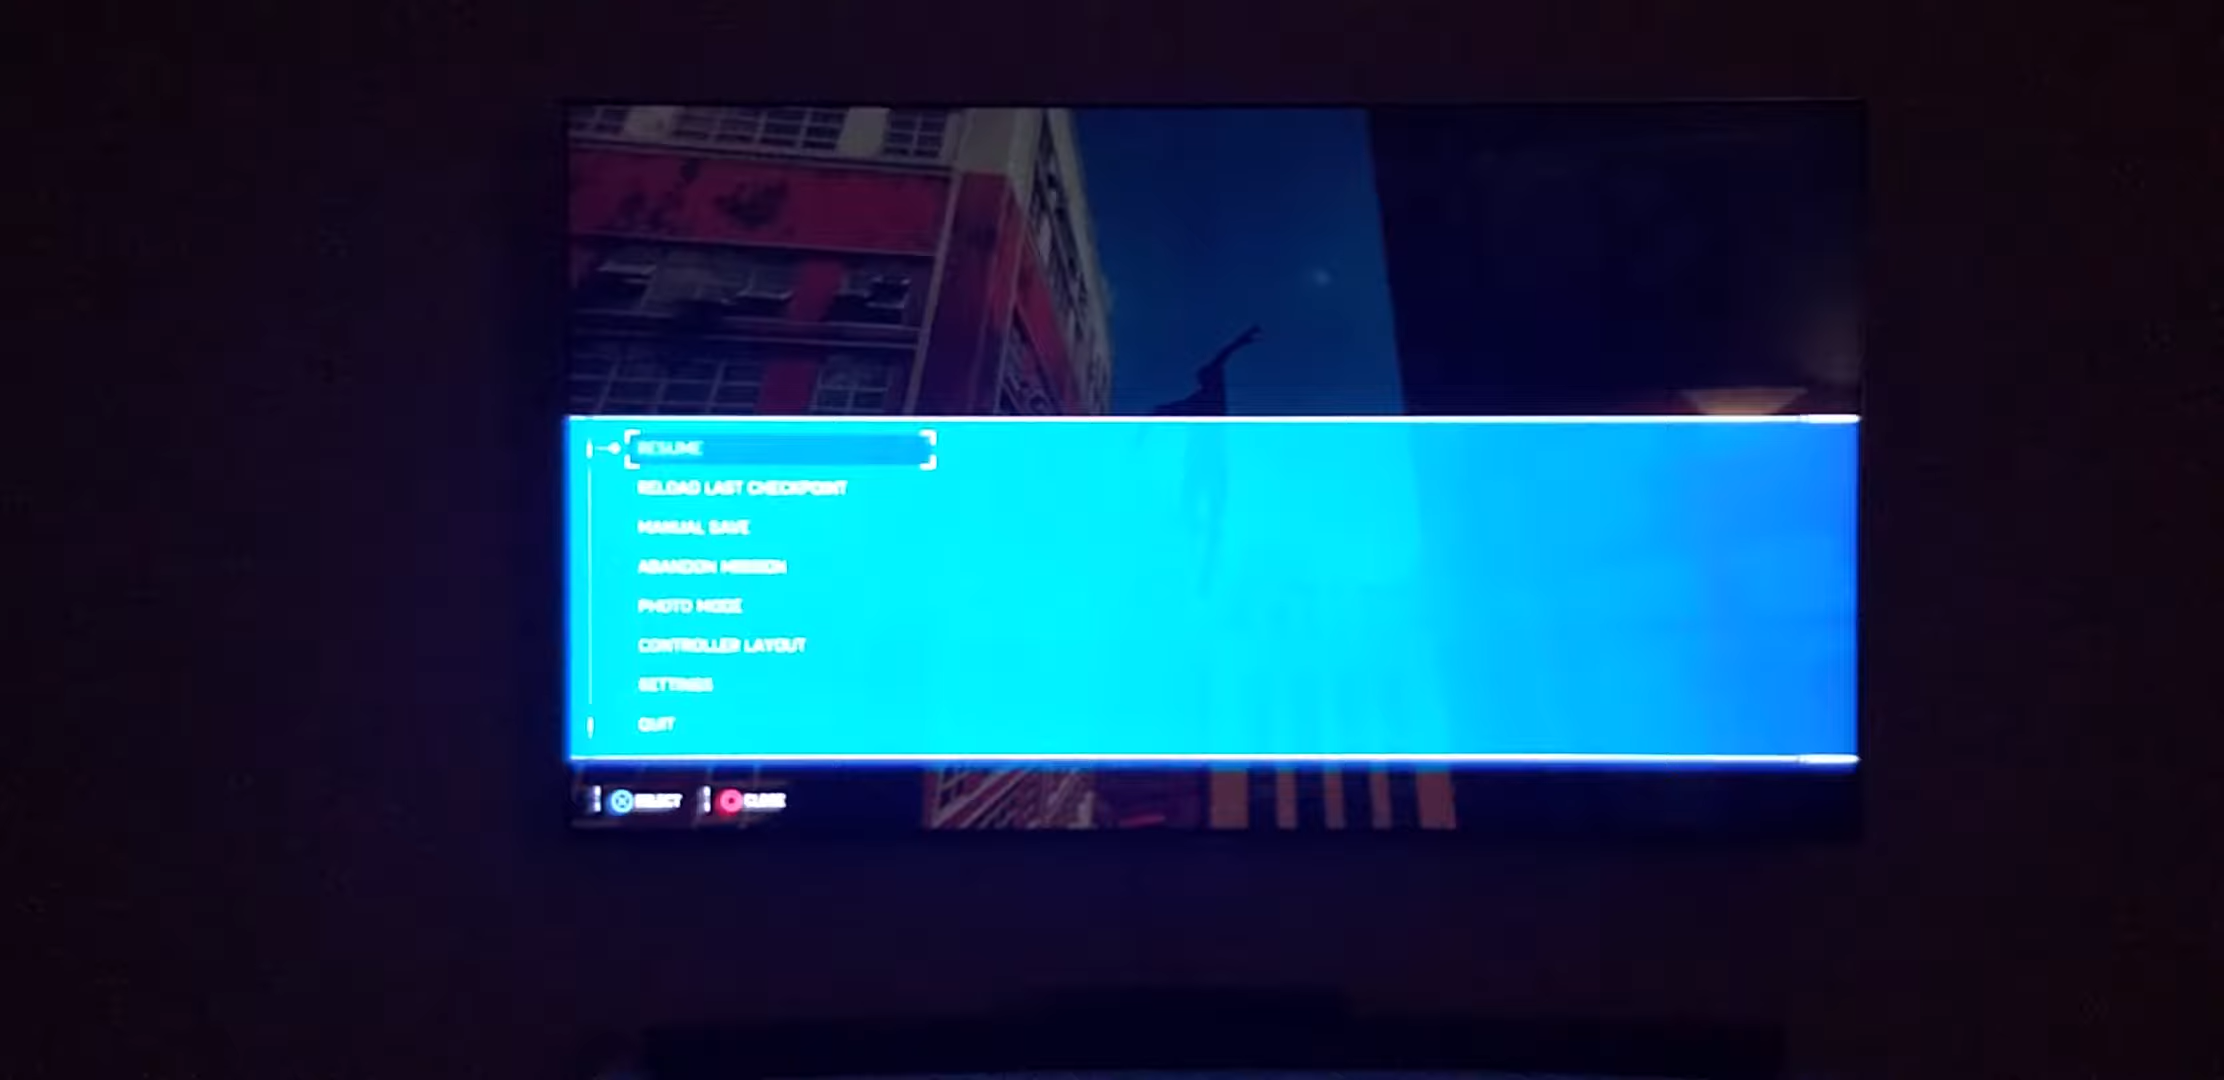 RESUME
RELOAD LAST CHECKPOINT
MANUAL SAVE
ABANDON MISSION
PHOTO MODE
CONTROLLER LAYOUT
SETTINGS
QUIT
SELECT CLOSE